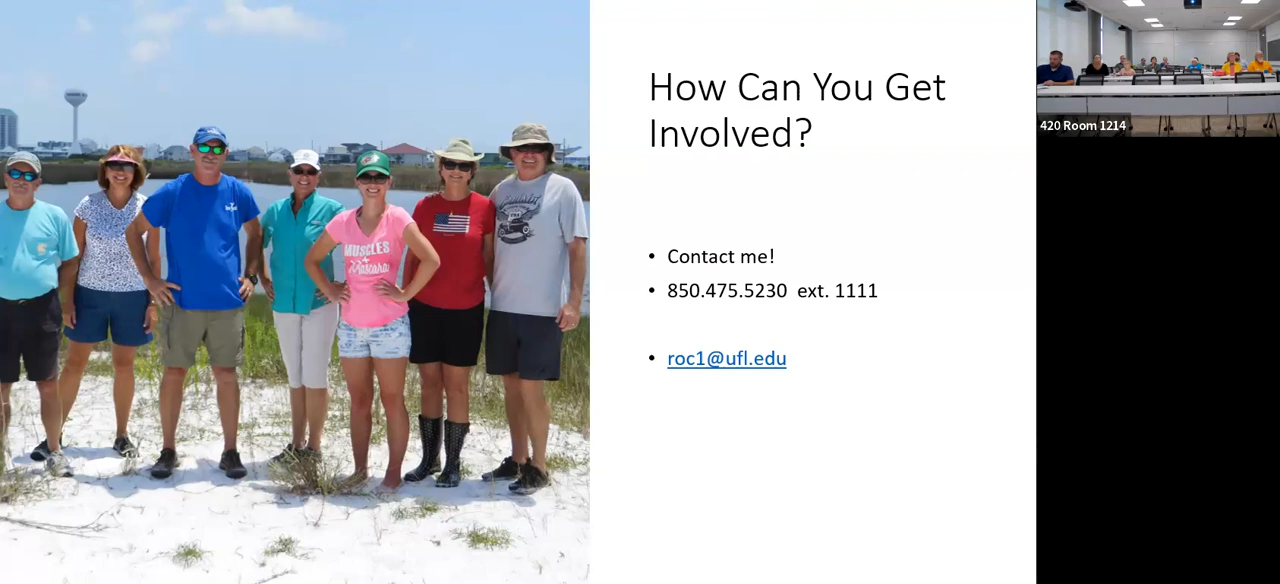 How Can You Get
Involved?
• Contact me!
• 850.475.5230 ext. 1111
• roc1@ufl.edu
420 Room 1214
MUSCLES
& Mascara